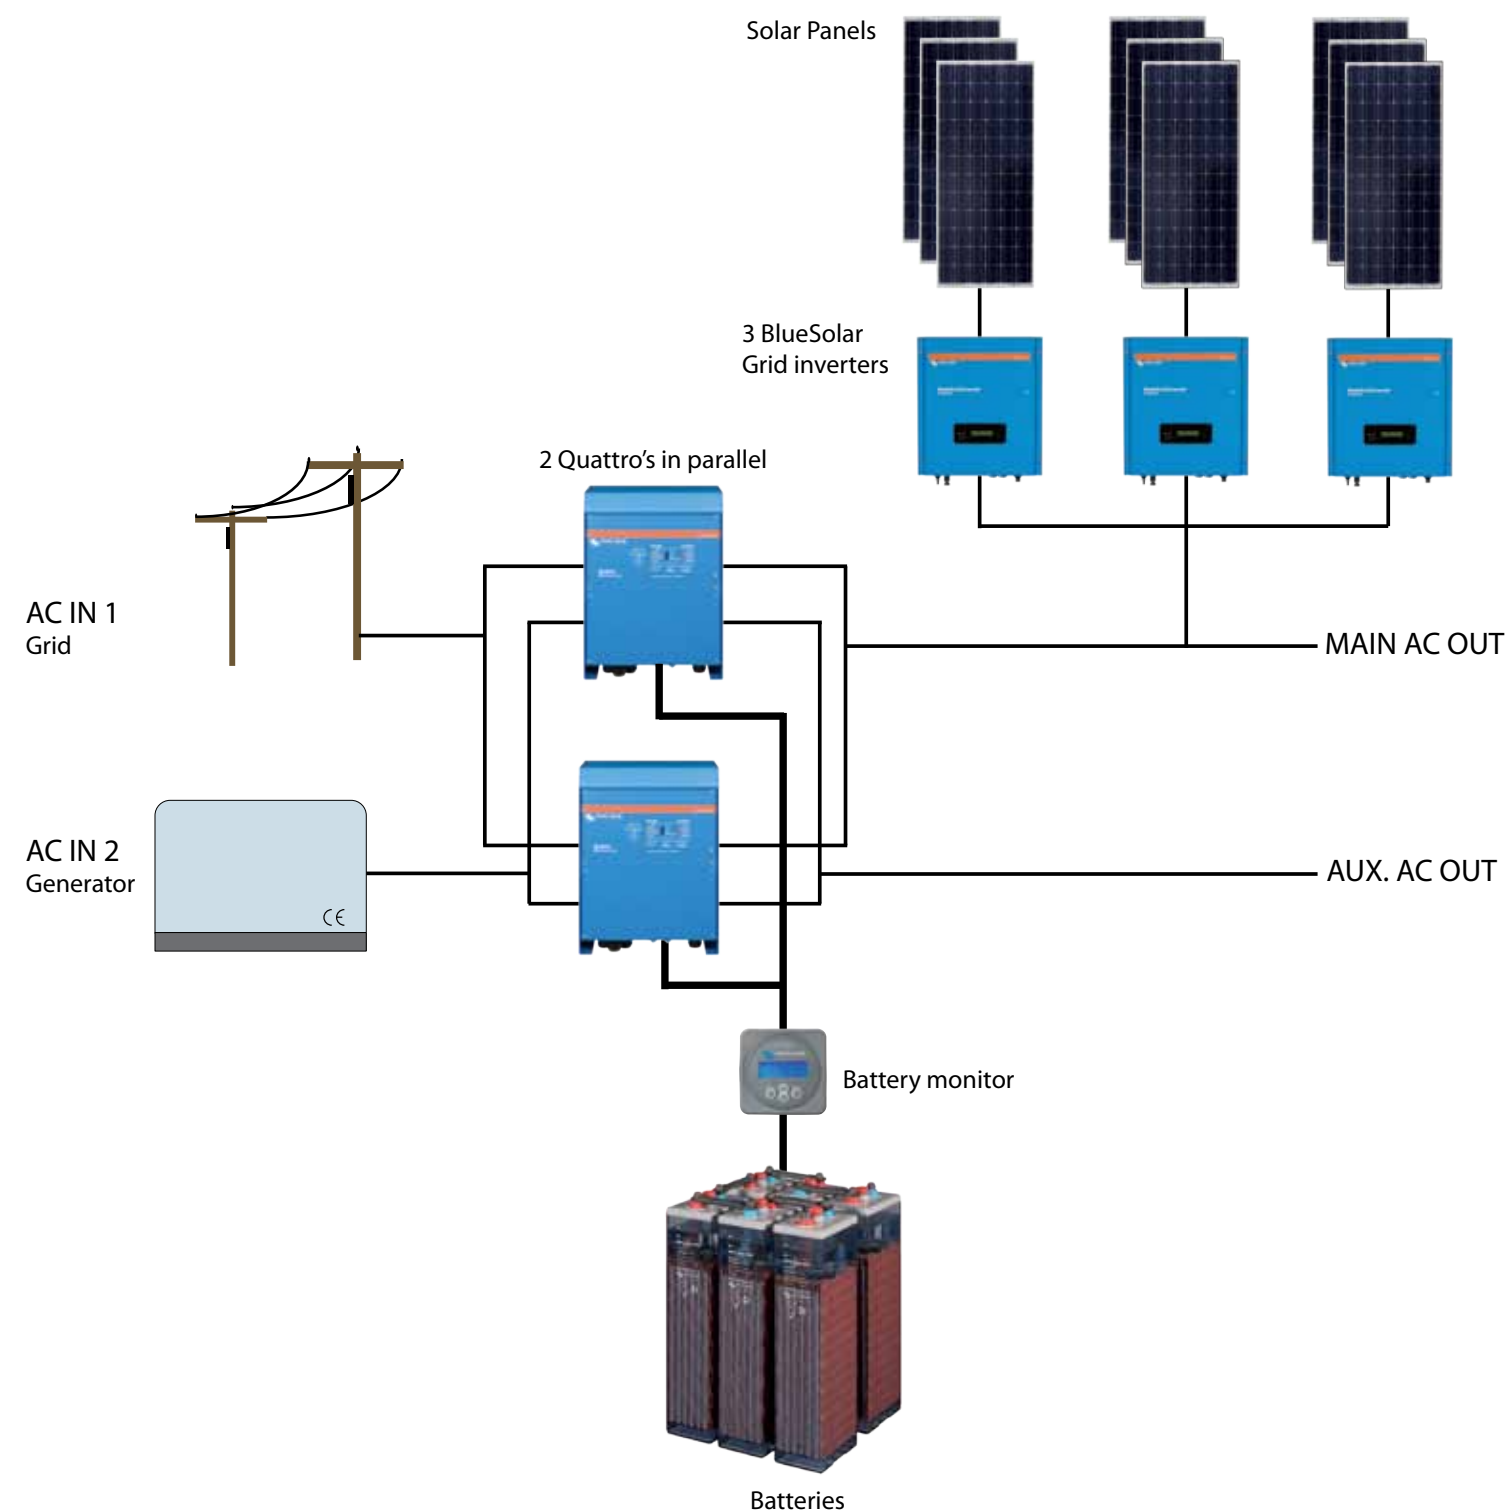 Solar Panels
3 BlueSolar
Grid inverters
2 Quattro's in parallel
AC IN 1
Grid
MAIN AC OUT
AC IN 2
Generator
CE
AUX. AC OUT
Battery monitor
Batteries